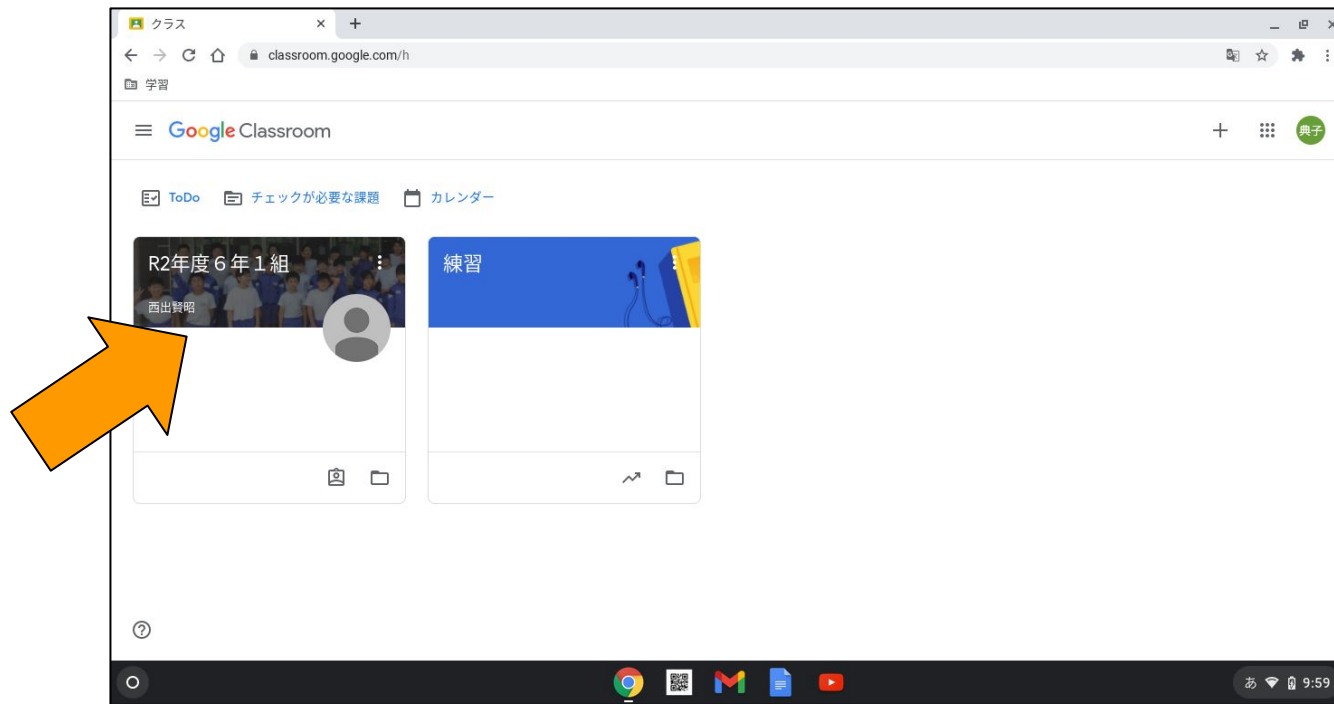 クラス
classroom.google.com/h
学習
Google Classroom
典子
ToDo チェックが必要な課題 カレンダー
R2年度６年１組
西出賢昭
練習
あ 9:59